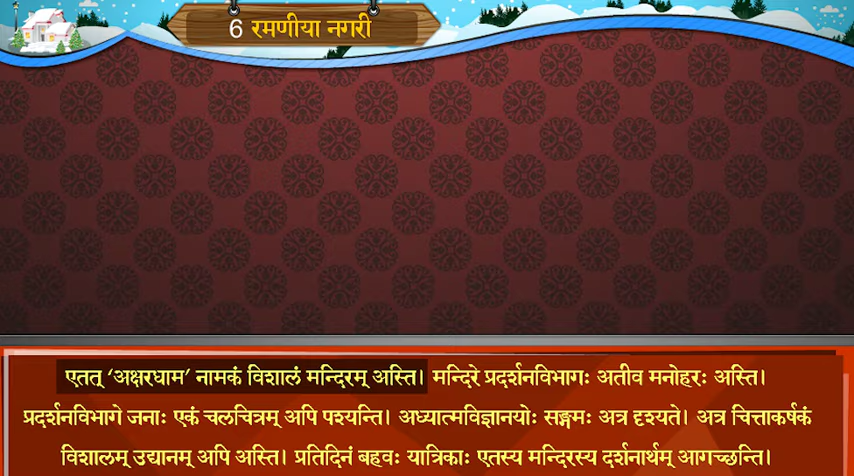 6 रमणीया नगरी
एतत् ‘अक्षरधाम’ नामकं विशालं मन्दिरम् अस्ति। मन्दिरे प्रदर्शनविभागः अतीव मनोहरः अस्ति।
प्रदर्शनविभागे जनाः एकं चलचित्रम् अपि पश्यन्ति। अध्यात्मविज्ञानयोः सङ्गमः अत्र दृश्यते। अत्र चित्ताकर्षकं
विशालम् उद्यानम् अपि अस्ति। प्रतिदिनं बहवः यात्रिकाः एतस्य मन्दिरस्य दर्शनार्थम् आगच्छन्ति।